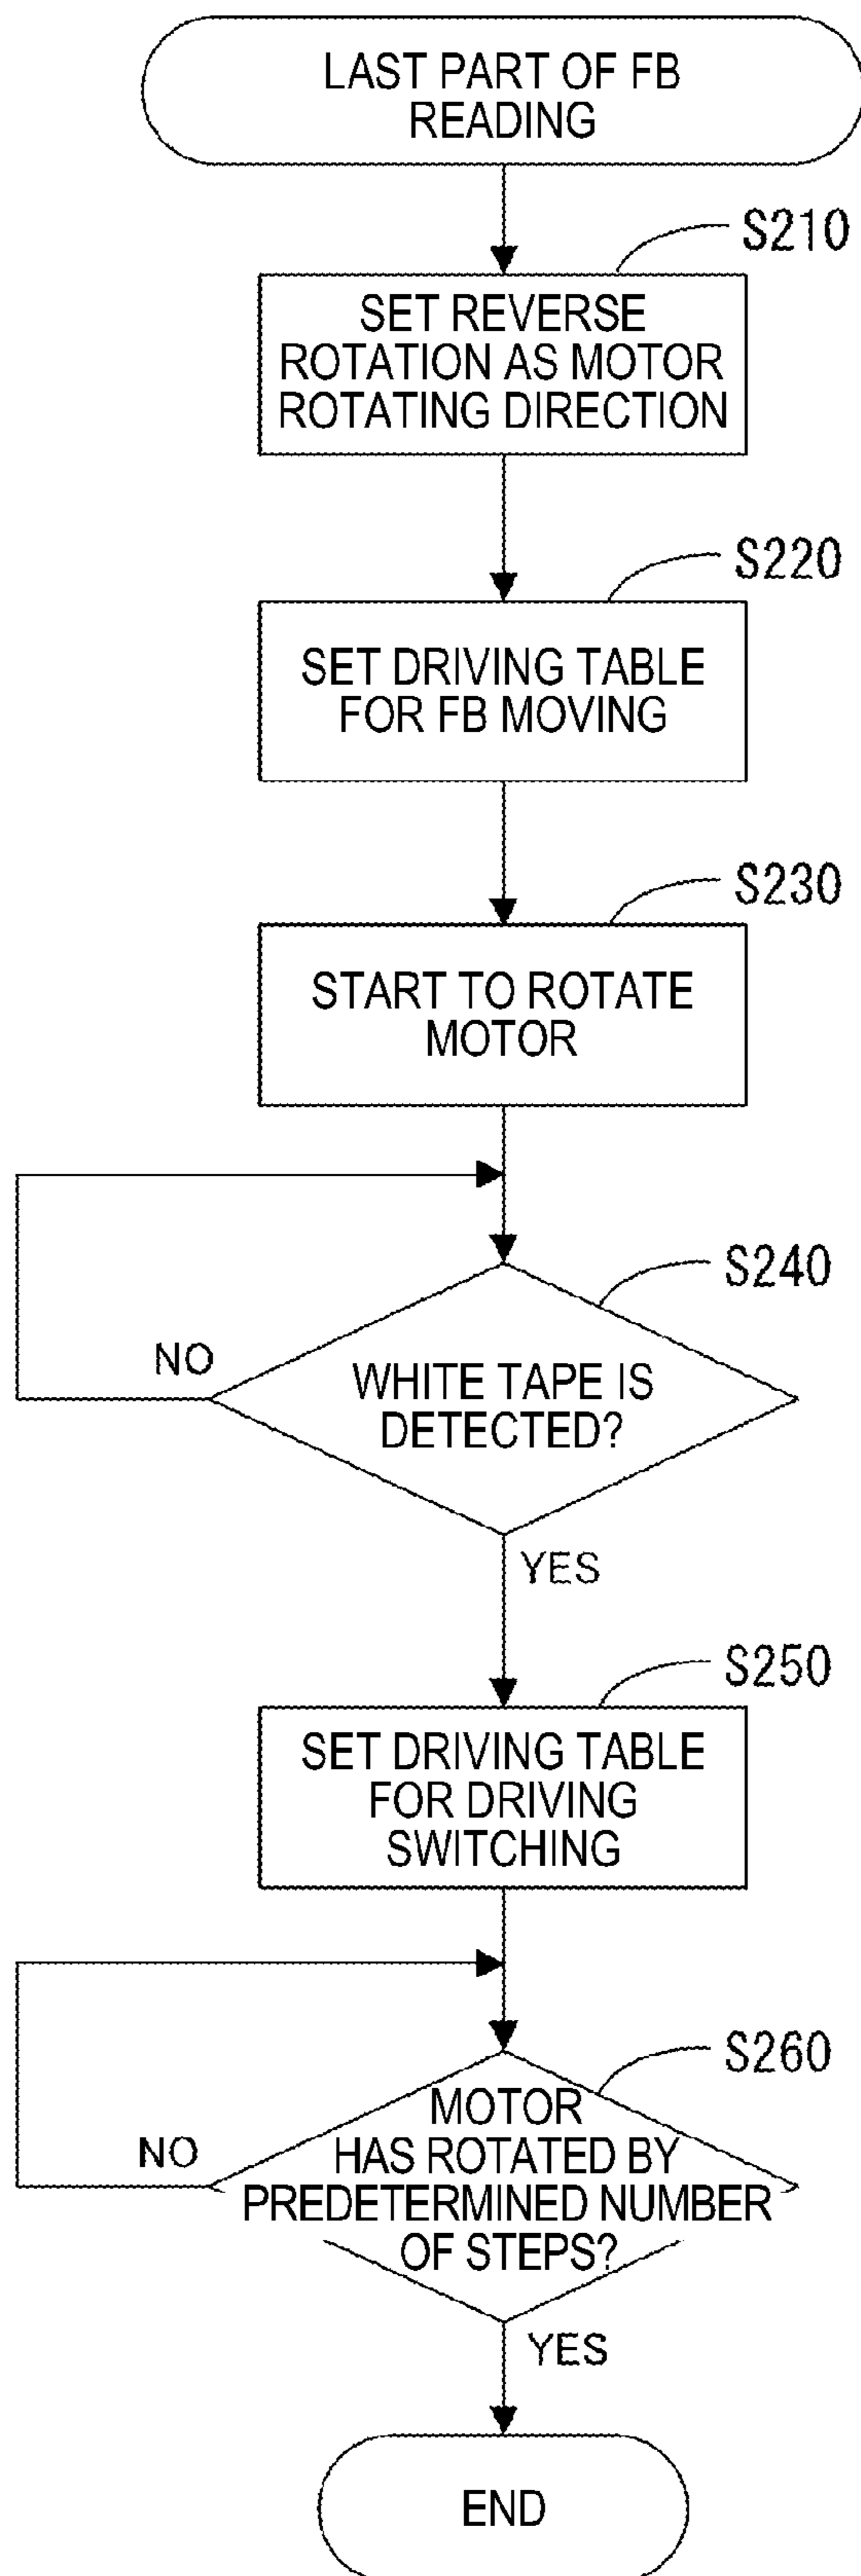 LAST PART OF FB
READING
S210
SET REVERSE
ROTATION AS MOTOR
ROTATING DIRECTION
S220
SET DRIVING TABLE
FOR FB MOVING
S230
START TO ROTATE
MOTOR
S240
NO
WHITE TAPE IS
DETECTED?
YES
S250
SET DRIVING TABLE
FOR DRIVING
SWITCHING
S260
MOTOR
NO
HAS ROTATED BY
PREDETERMINED NUMBER
OF STEPS?
YES
END